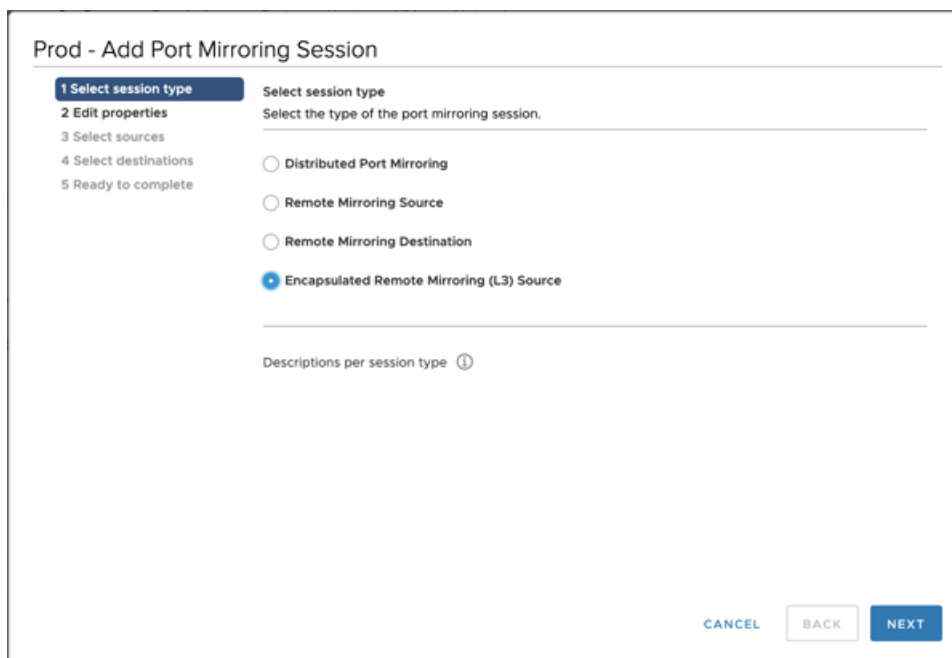 Prod - Add Port Mirroring Session
1 Select session type
2 Edit properties
3 Select sources
4 Select destinations
5 Ready to complete
Select session type
Select the type of the port mirroring session.
Distributed Port Mirroring
Remote Mirroring Source
Remote Mirroring Destination
Encapsulated Remote Mirroring (L3) Source
Descriptions per session type
CANCEL
BACK
NEXT